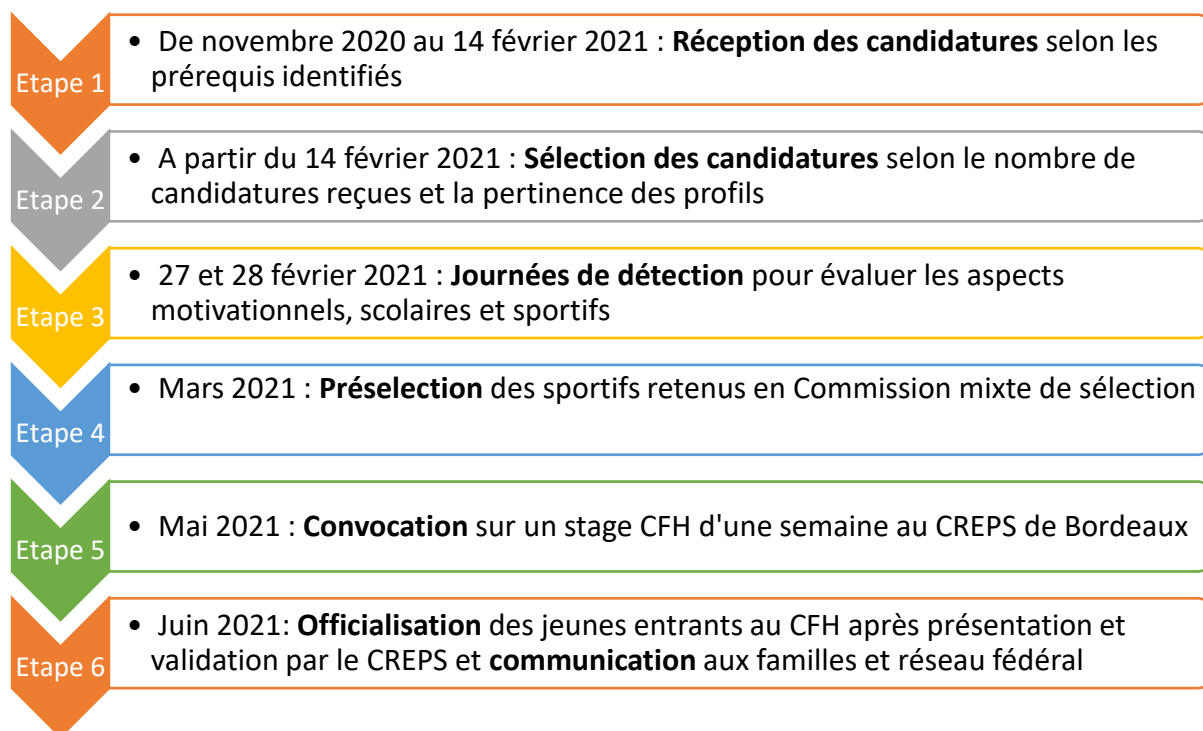 Etape 1
• De novembre 2020 au 14 février 2021 : Réception des candidatures selon les
prérequis identifiés
Etape 2
• A partir du 14 février 2021 : Sélection des candidatures selon le nombre de
candidatures reçues et la pertinence des profils
Etape 3
• 27 et 28 février 2021 : Journées de détection pour évaluer les aspects
motivationnels, scolaires et sportifs
Etape 4
• Mars 2021 : Préselection des sportifs retenus en Commission mixte de sélection
Etape 5
• Mai 2021 : Convocation sur un stage CFH d'une semaine au CREPS de Bordeaux
Etape 6
• Juin 2021: Officialisation des jeunes entrants au CFH après présentation et
validation par le CREPS et communication aux familles et réseau fédéral